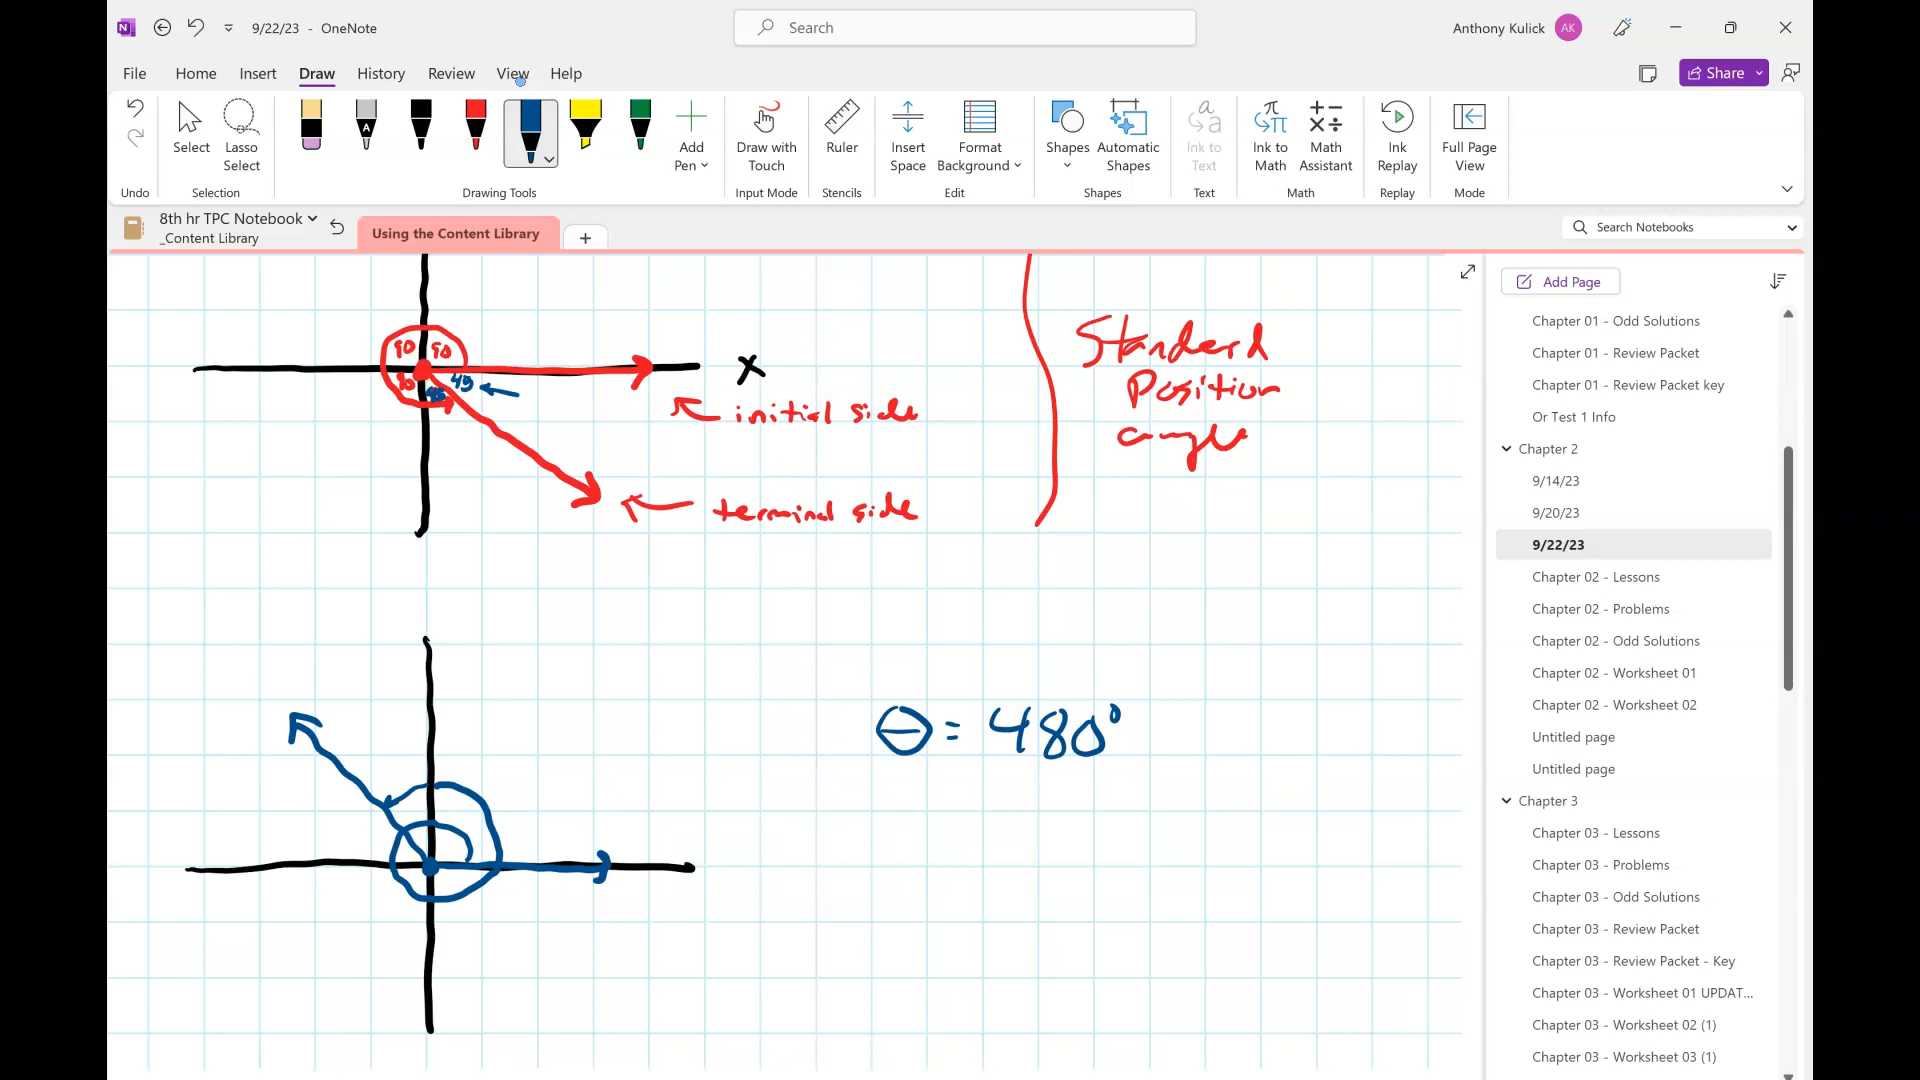 9/22/23 - OneNote
Search
Anthony Kulick
AK
File
Home
Insert
Draw
History
Review
View
Help
Share
Undo
Select
Lasso
Select
Selection
A
Add
Pen
Drawing Tools
Draw with
Touch
Input Mode
Ruler
Stencils
Insert
Space
Format
Background
Edit
Shapes
Automatic
Shapes
Shapes
Ink to
Text
Text
Ink to
Math
Math
Assistant
Math
Ink
Replay
Replay
Full Page
View
Mode
8th hr TPC Notebook
_Content Library
Using the Content Library
+
Search Notebooks
90 90
90 45
45
x
initial side
terminal side
Standard
Position
angle
θ = 480°
Add Page
Chapter 01 - Odd Solutions
Chapter 01 - Review Packet
Chapter 01 - Review Packet key
Or Test 1 Info
Chapter 2
9/14/23
9/20/23
9/22/23
Chapter 02 - Lessons
Chapter 02 - Problems
Chapter 02 - Odd Solutions
Chapter 02 - Worksheet 01
Chapter 02 - Worksheet 02
Untitled page
Untitled page
Chapter 3
Chapter 03 - Lessons
Chapter 03 - Problems
Chapter 03 - Odd Solutions
Chapter 03 - Review Packet
Chapter 03 - Review Packet - Key
Chapter 03 - Worksheet 01 UPDAT...
Chapter 03 - Worksheet 02 (1)
Chapter 03 - Worksheet 03 (1)